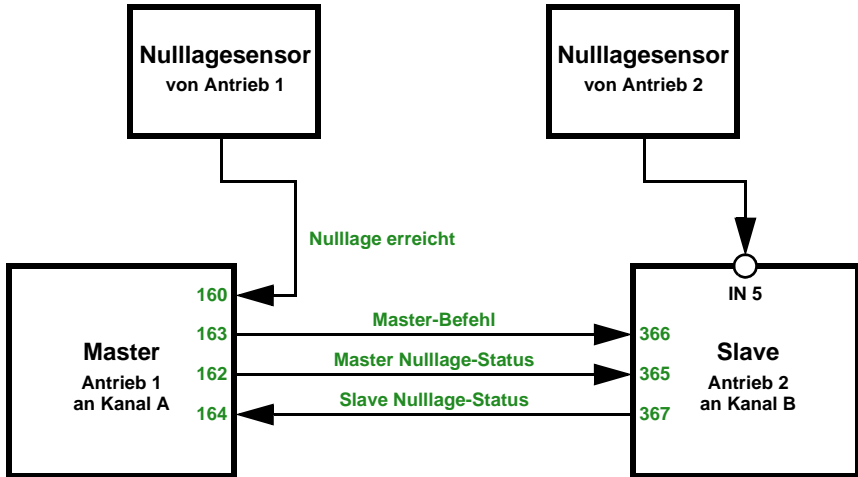 Nulllagesensor
von Antrieb 1
Nulllagesensor
von Antrieb 2
Nulllage erreicht
160
IN 5
163
Master-Befehl
366
Master
Antrieb 1
an Kanal A
162
Master Nulllage-Status
365
Slave
Antrieb 2
an Kanal B
164
Slave Nulllage-Status
367